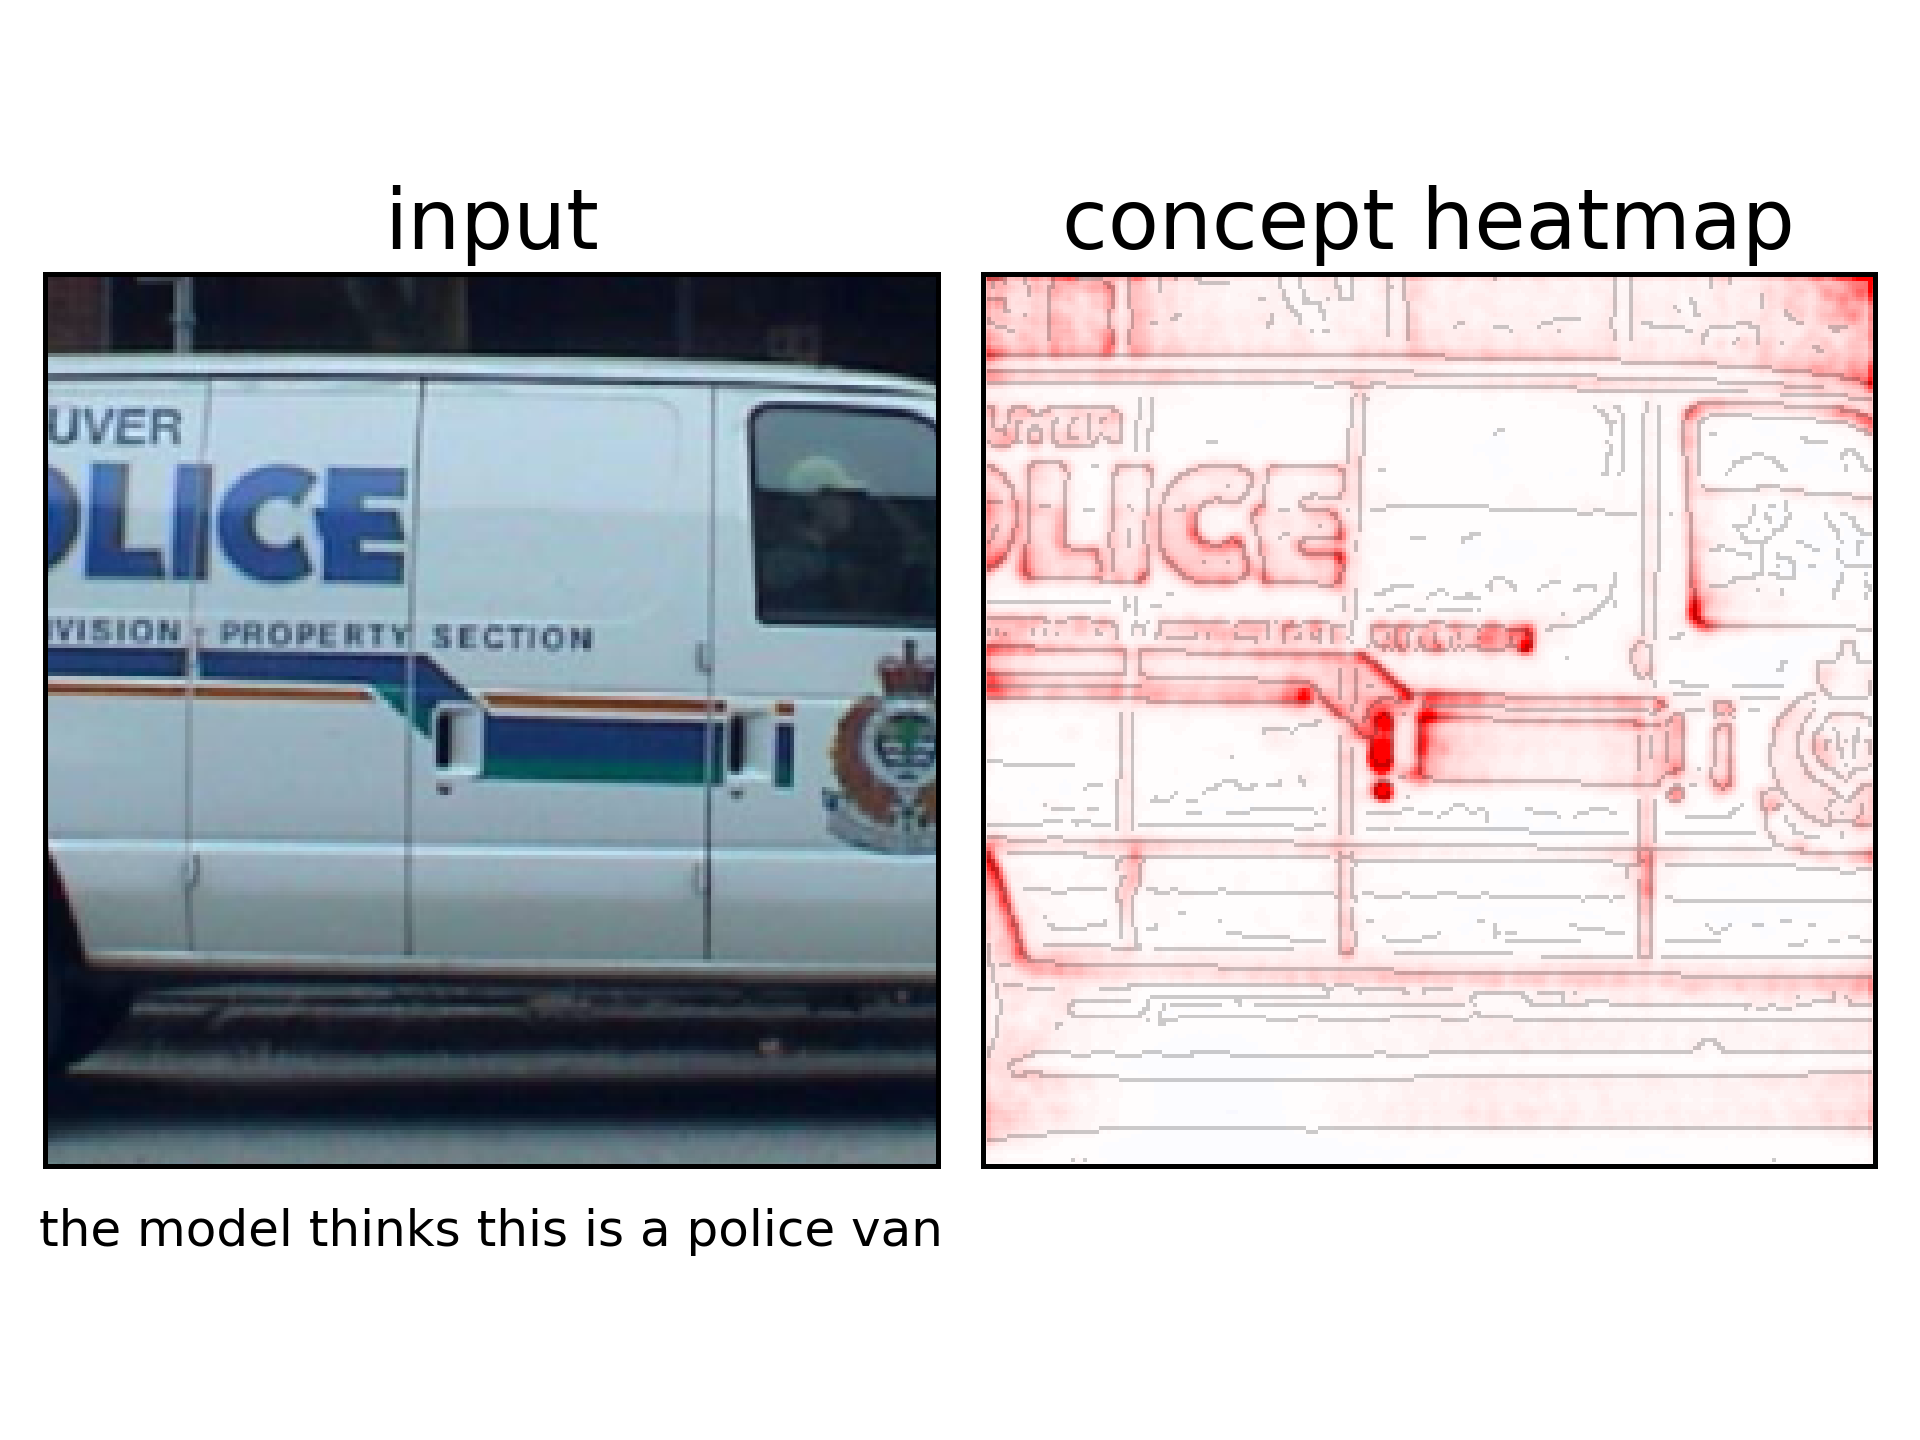 input
concept heatmap
UVER
OLICE
IVISION - PROPERTY SECTION
the model thinks this is a police van